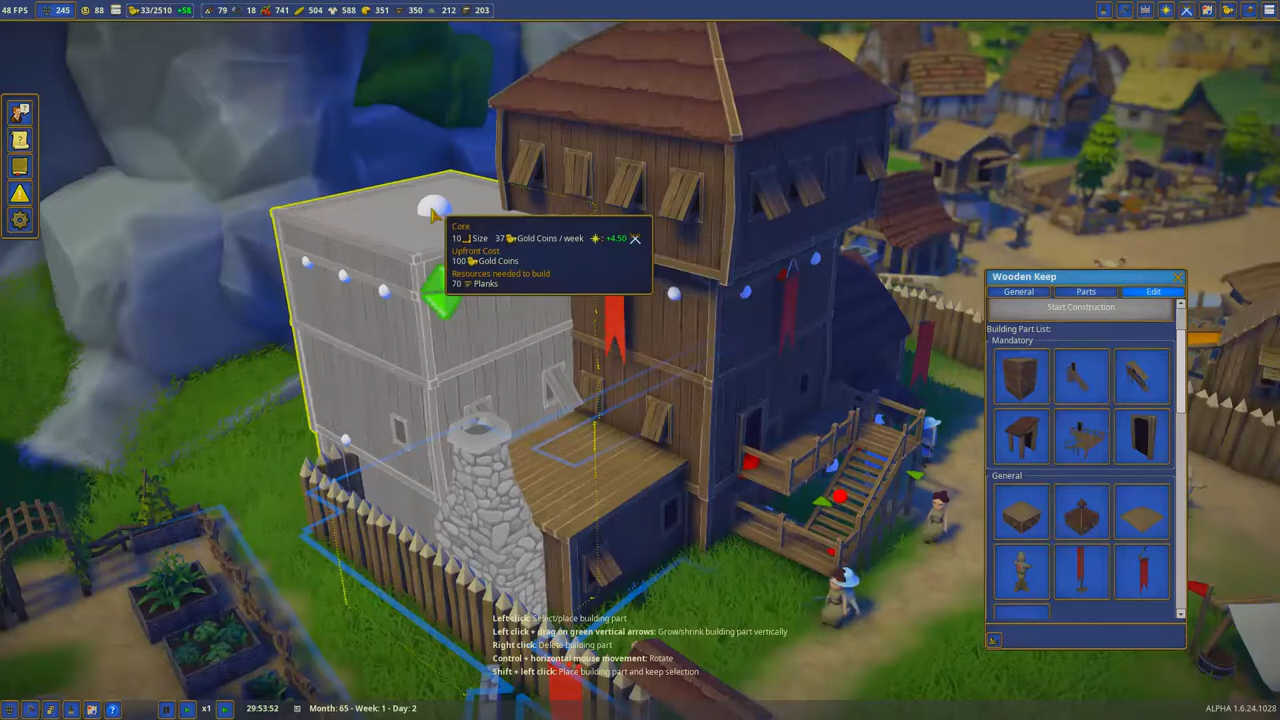 48 FPS 245 88 33/2510 +58 79 18 741 504 588 351 350 212 203
Core
10 Size 37 Gold Coins / week : +4.50
Upfront Cost
100 Gold Coins
Resources needed to build
70 Planks
Wooden Keep
General Parts Edit
Start Construction
Building Part List:
Mandatory
General
Left click: Select/place building part
Left click + drag on green vertical arrows: Grow/shrink building part vertically
Right click: Delete building part
Control + horizontal mouse movement: Rotate
Shift + left click: Place building part and keep selection
x1 29:53:52 Month: 65 - Week: 1 - Day: 2 ALPHA 1.6.24.1028